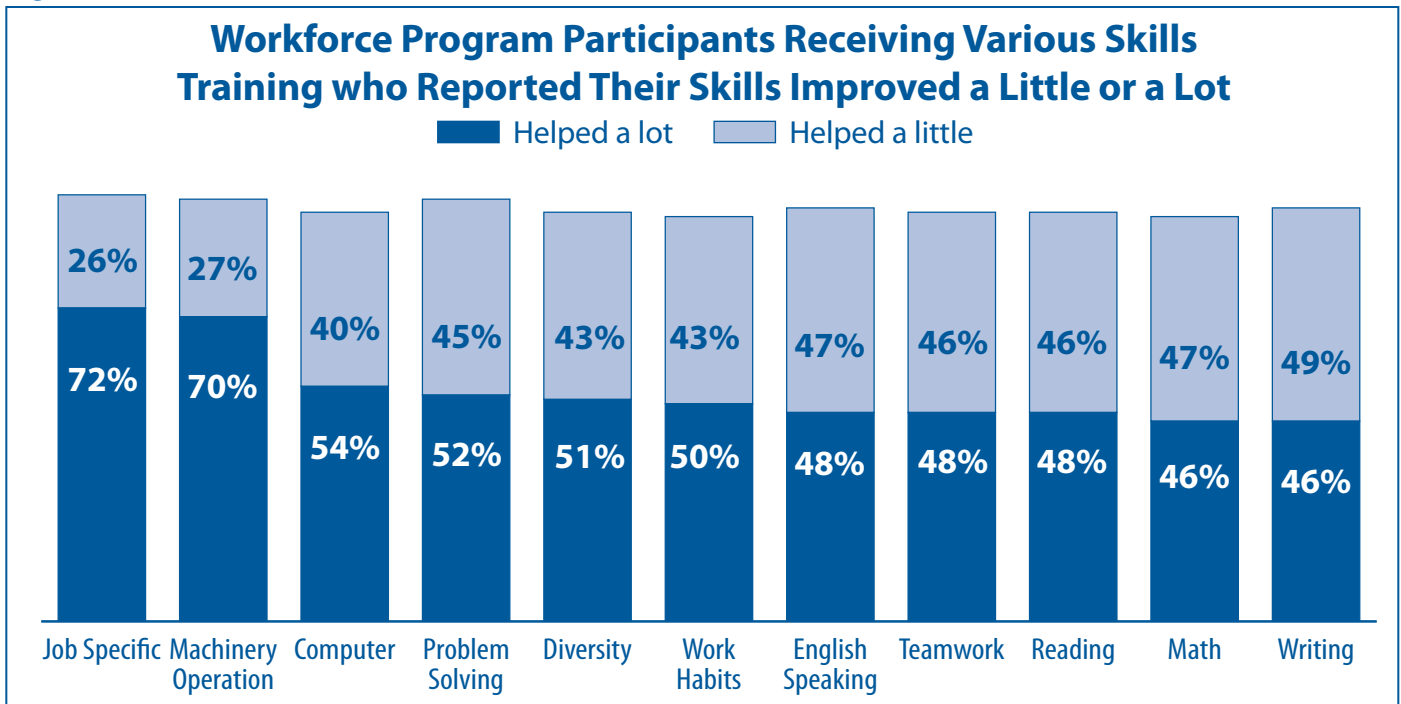 Workforce Program Participants Receiving Various Skills
Training who Reported Their Skills Improved a Little or a Lot
Helped a lot Helped a little
26% 27% 40% 45% 43% 43% 47% 46% 46% 47% 49%
72% 70% 54% 52% 51% 50% 48% 48% 48% 46% 46%
Job Specific Machinery Computer Problem Diversity Work English Teamwork Reading Math Writing
Operation Solving Habits Speaking